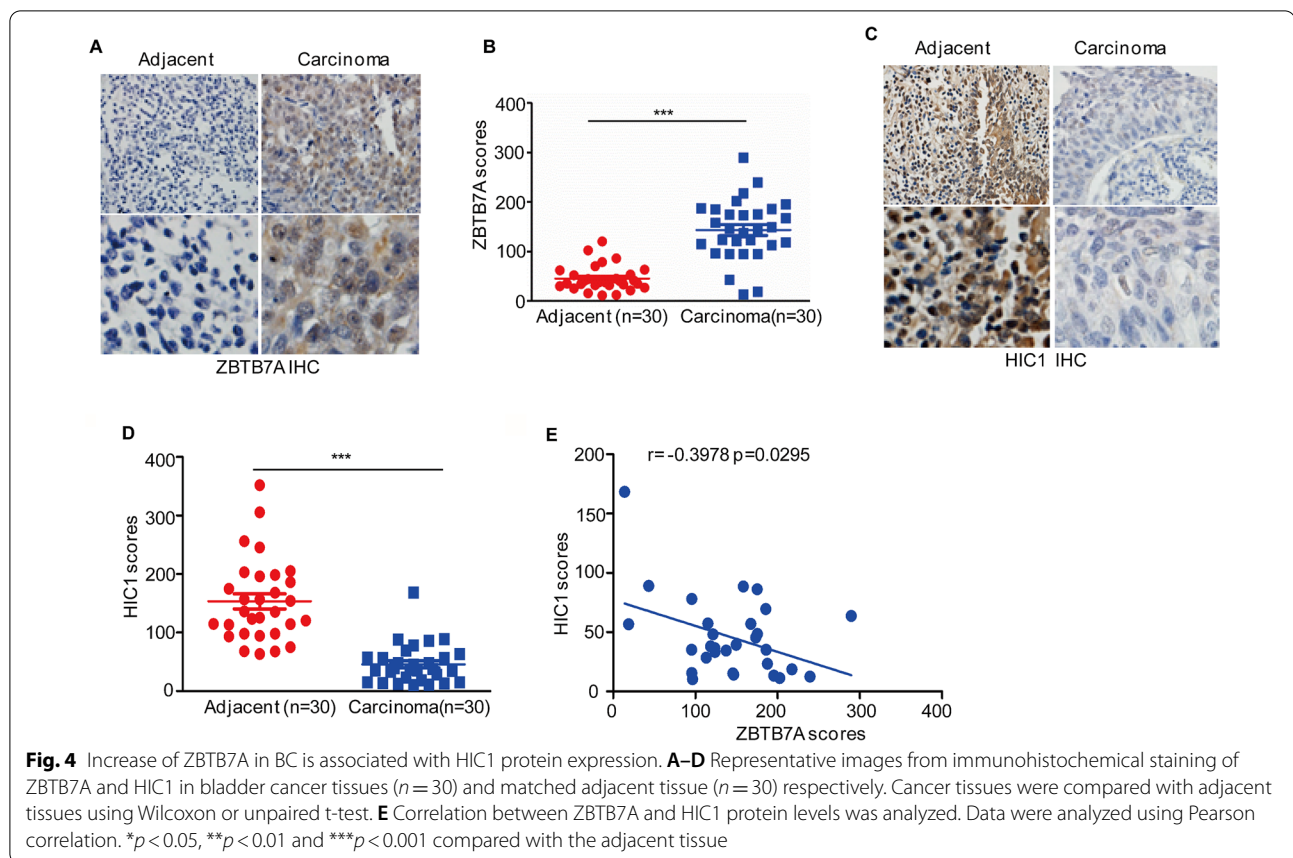 A
Adjacent Carcinoma
ZBTB7A IHC
B
ZBTB7A scores
400
300
200
100
0
***
Adjacent (n=30) Carcinoma(n=30)
C
Adjacent Carcinoma
HIC1 IHC
D
HIC1 scores
400
300
200
100
0
***
Adjacent (n=30) Carcinoma(n=30)
E
r= -0.3978 p=0.0295
HIC1 scores
200
150
100
50
0
0 100 200 300 400
ZBTB7A scores
Fig. 4 Increase of ZBTB7A in BC is associated with HIC1 protein expression. A–D Representative images from immunohistochemical staining of
ZBTB7A and HIC1 in bladder cancer tissues (n = 30) and matched adjacent tissue (n = 30) respectively. Cancer tissues were compared with adjacent
tissues using Wilcoxon or unpaired t-test. E Correlation between ZBTB7A and HIC1 protein levels was analyzed. Data were analyzed using Pearson
correlation. *p < 0.05, **p < 0.01 and ***p < 0.001 compared with the adjacent tissue